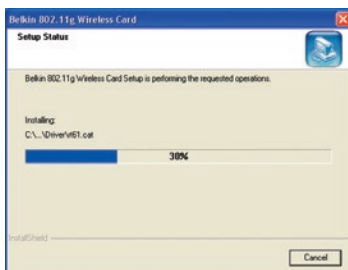 Belkin 802.11g Wireless Card
Setup Status
Belkin 802.11g Wireless Card Setup is performing the requested operations.
Installing:
C:\...\Driver\rt61.cat
30%
InstallShield
Cancel